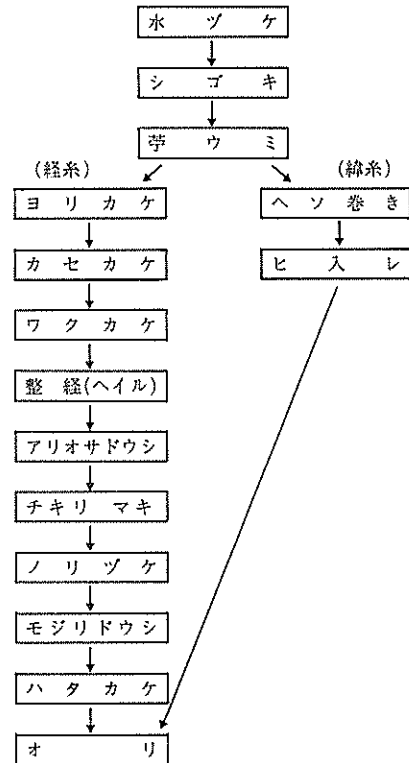 水ヅケ
シゴキ
苧ウミ
(経糸)
(緯糸)
ヨリカケ
ヘソ巻き
カセカケ
ヒ入レ
ワクカケ
整経(ヘイル)
アリオサドウシ
チキリ マキ
ノリヅケ
モジリドウシ
ハタカケ
オリ